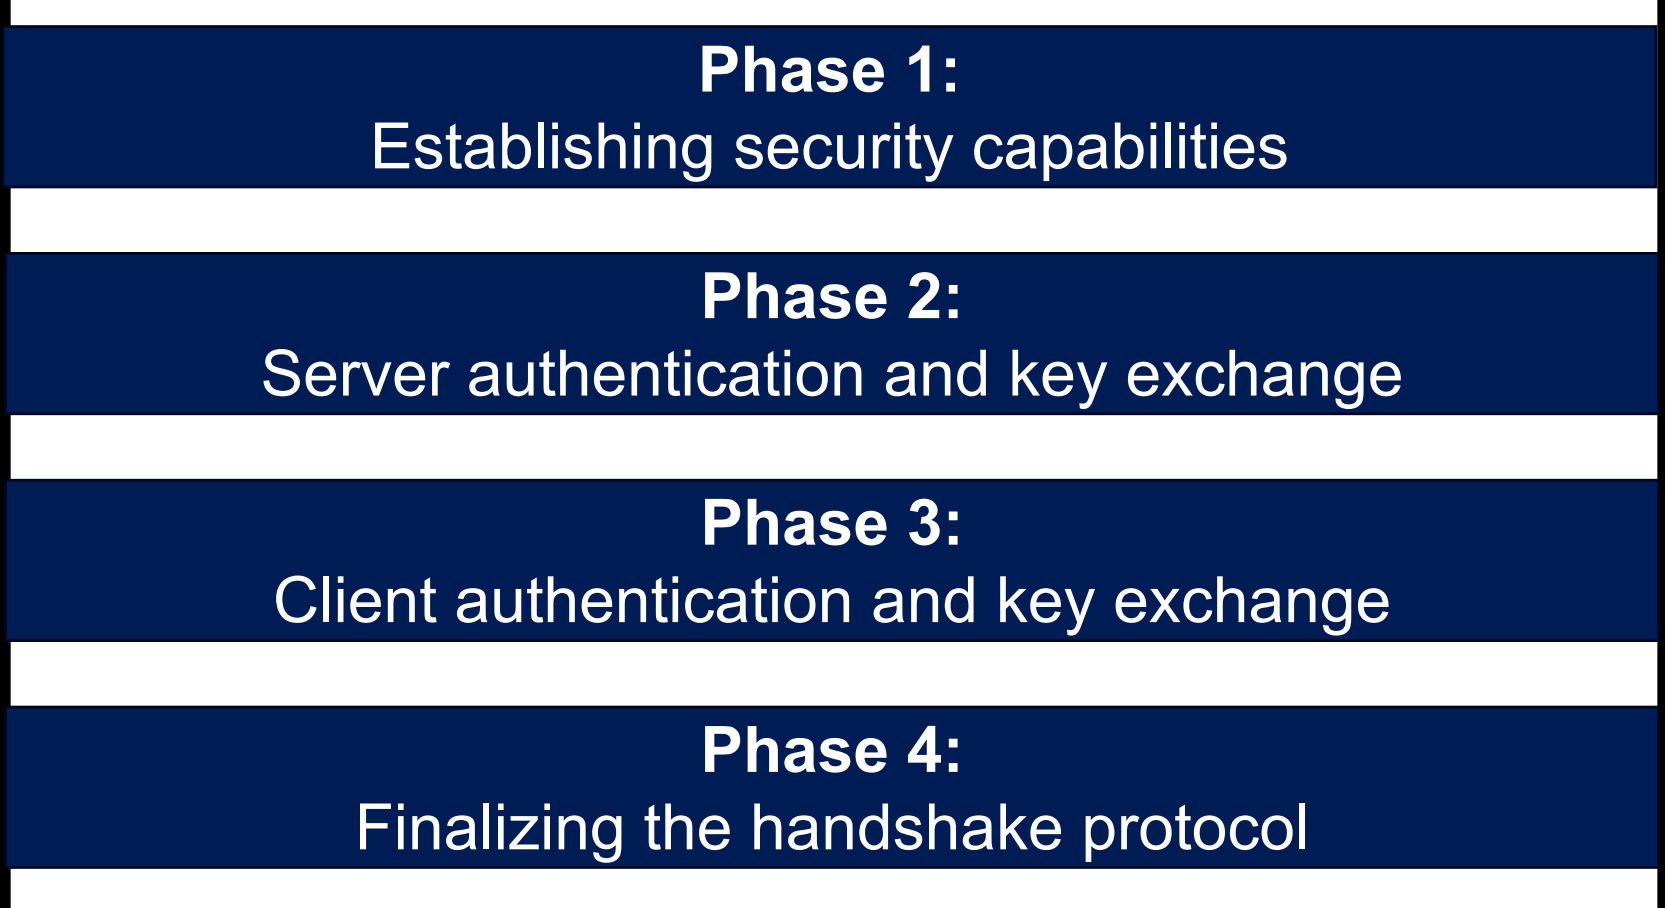 Phase 1:
Establishing security capabilities
Phase 2:
Server authentication and key exchange
Phase 3:
Client authentication and key exchange
Phase 4:
Finalizing the handshake protocol